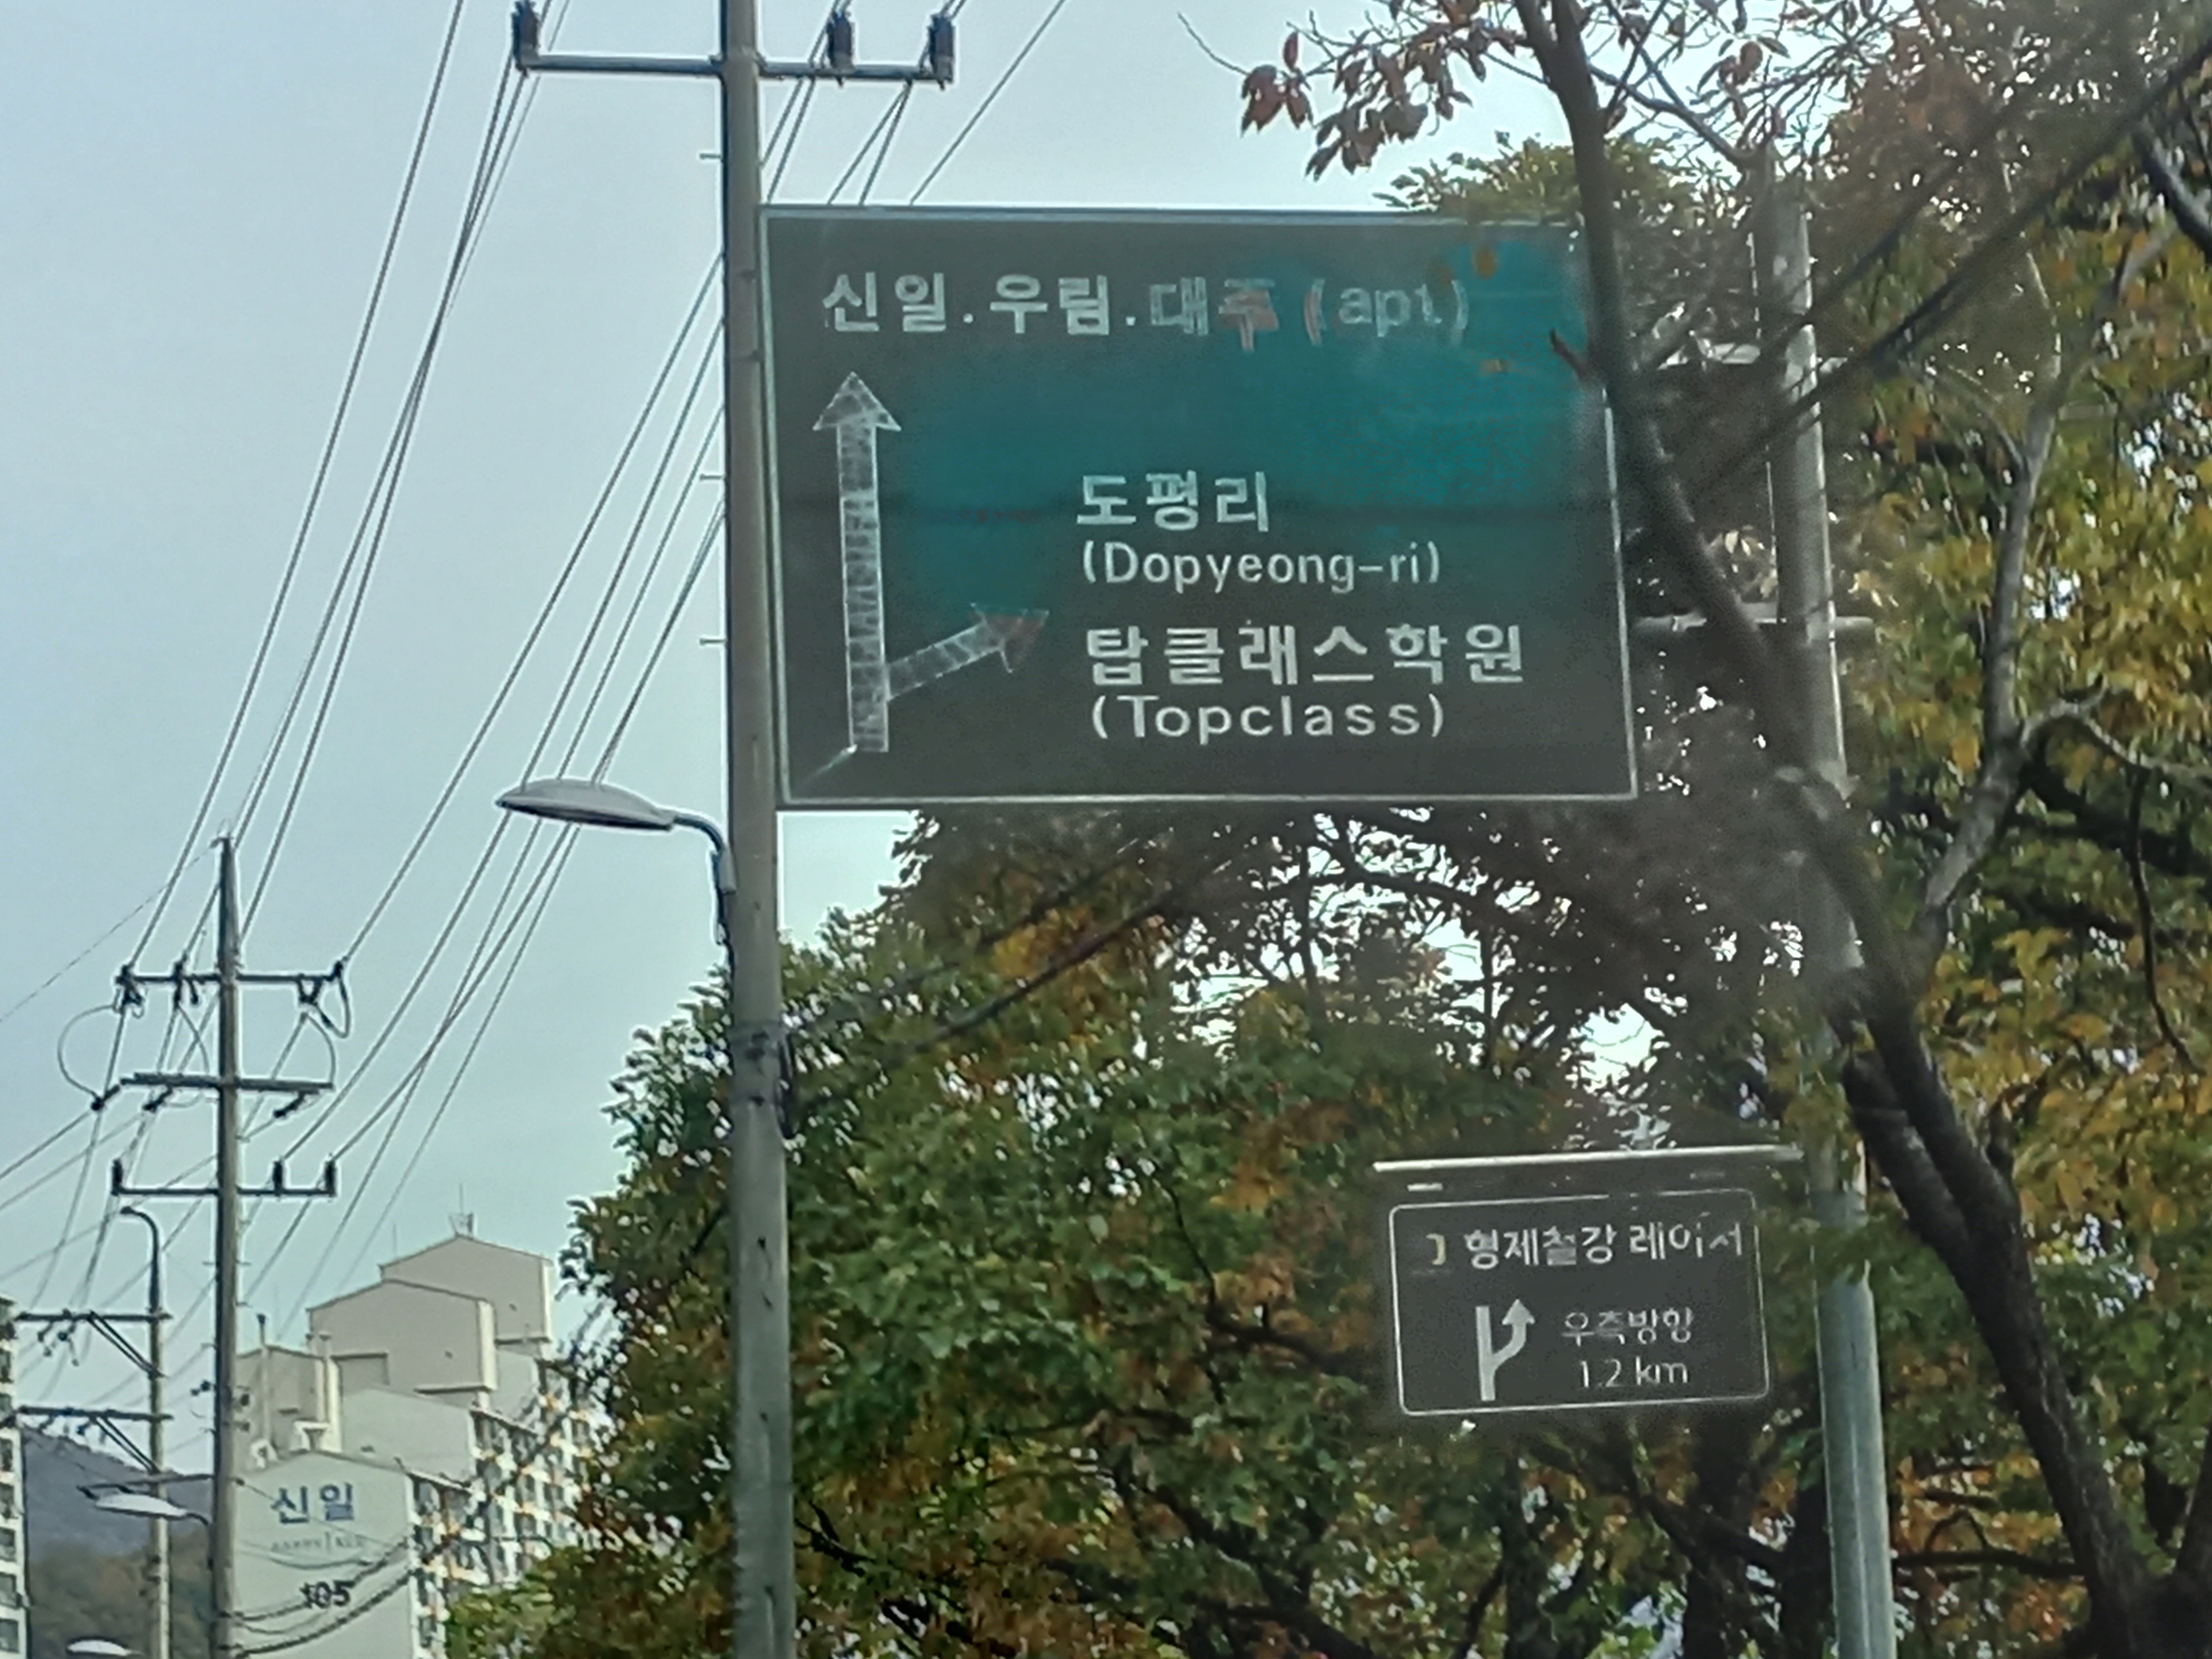 신일.우림.대주 (apt)
도평리
(Dopyeong-ri)
탑클래스학원
(Topclass)
형제철강 레이저
우측방향
1.2 km
신일
105